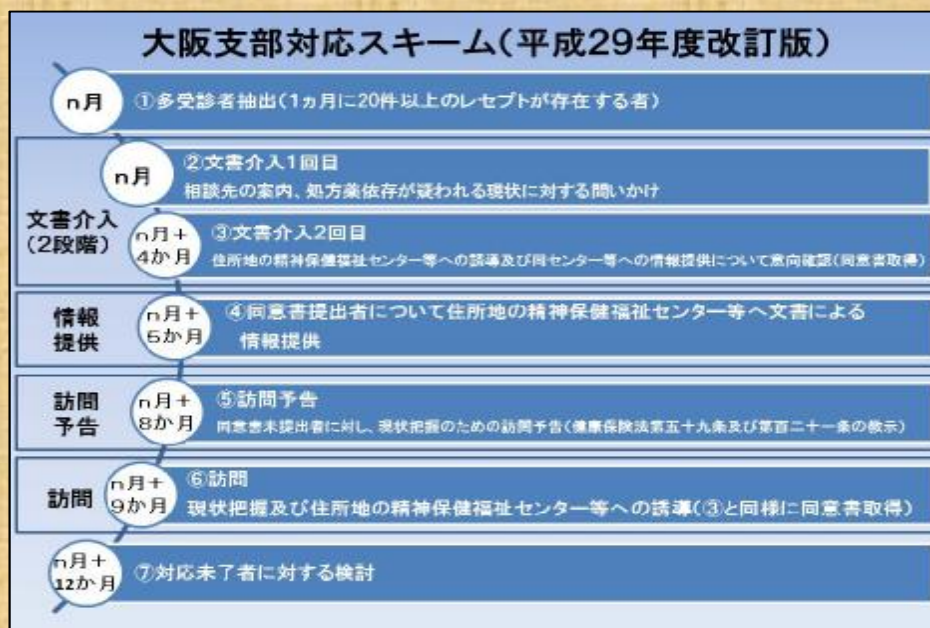 大阪支部対応スキーム(平成29年度改訂版)
n月
①多受診者抽出(1ヵ月に20件以上のレセプトが存在する者)
文書介入
(2段階)
n月
②文書介入1回目
相談先の案内、処方薬依存が疑われる現状に対する問いかけ
n月+
4か月
③文書介入2回目
住所地の精神保健福祉センター等への誘導及び同センター等への情報提供について意向確認(同意書取得)
情報
提供
n月+
5か月
④同意書提出者について住所地の精神保健福祉センター等へ文書による
情報提供
訪問
予告
n月+
8か月
⑤訪問予告
同意書未提出者に対し、現状把握のための訪問予告(健康保険法第五十九条及び第百二十一条の教示)
訪問
n月+
9か月
⑥訪問
現状把握及び住所地の精神保健福祉センター等への誘導(③と同様に同意書取得)
n月+
12か月
⑦対応未了者に対する検討